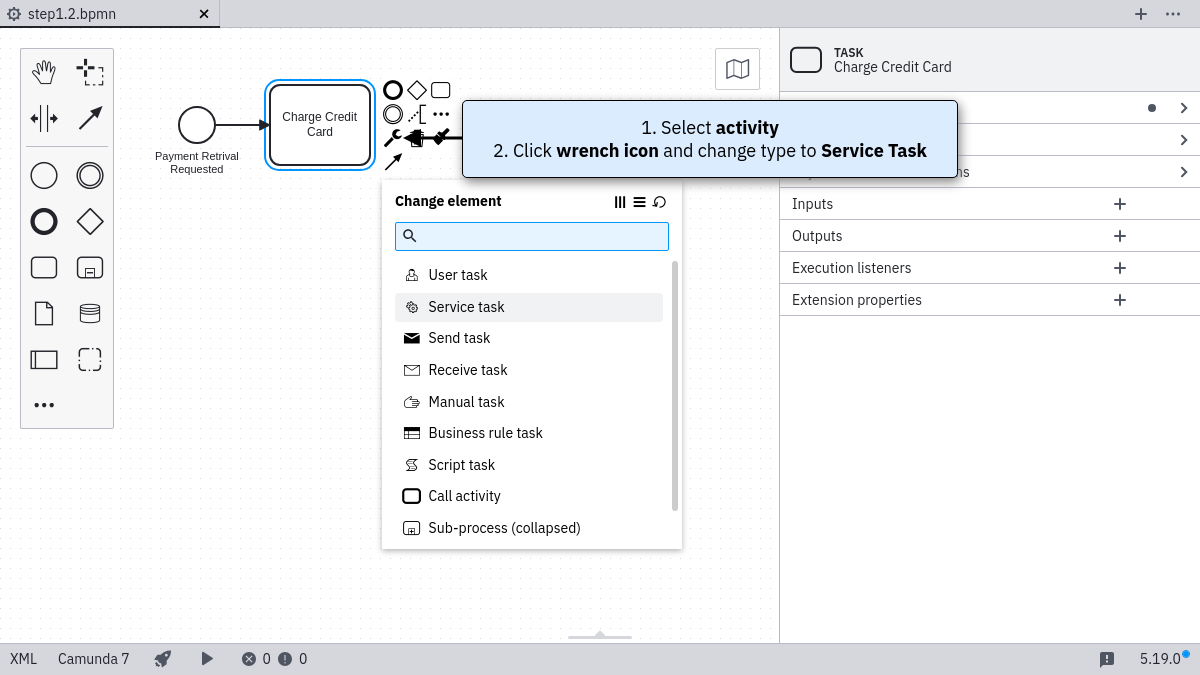 step1.2.bpmn
TASK
Charge Credit Card
Charge Credit
Card
Payment Retrival
Requested
1. Select activity
2. Click wrench icon and change type to Service Task
ns
Inputs
Outputs
Execution listeners
Extension properties
Change element
User task
Service task
Send task
Receive task
Manual task
Business rule task
Script task
Call activity
Sub-process (collapsed)
XML Camunda 7 0 0 5.19.0